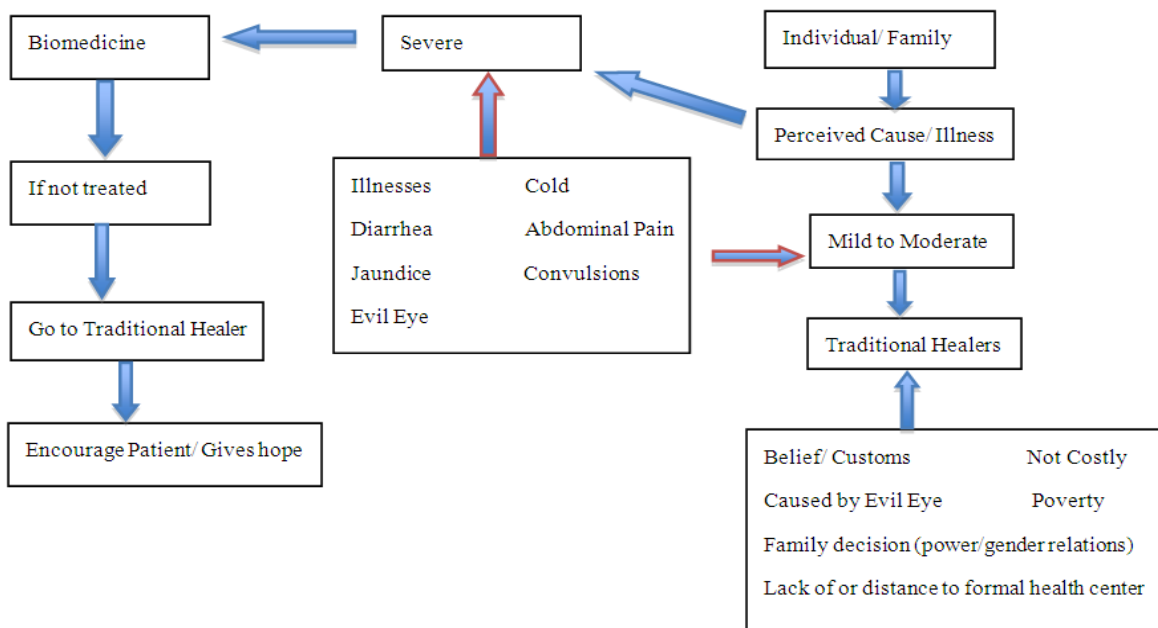 Biomedicine
Severe
Individual/ Family
Perceived Cause/ Illness
If not treated
Illnesses Cold
Diarrhea Abdominal Pain
Jaundice Convulsions
Evil Eye
Mild to Moderate
Go to Traditional Healer
Traditional Healers
Encourage Patient/ Gives hope
Belief/ Customs Not Costly
Caused by Evil Eye Poverty
Family decision (power/gender relations)
Lack of or distance to formal health center